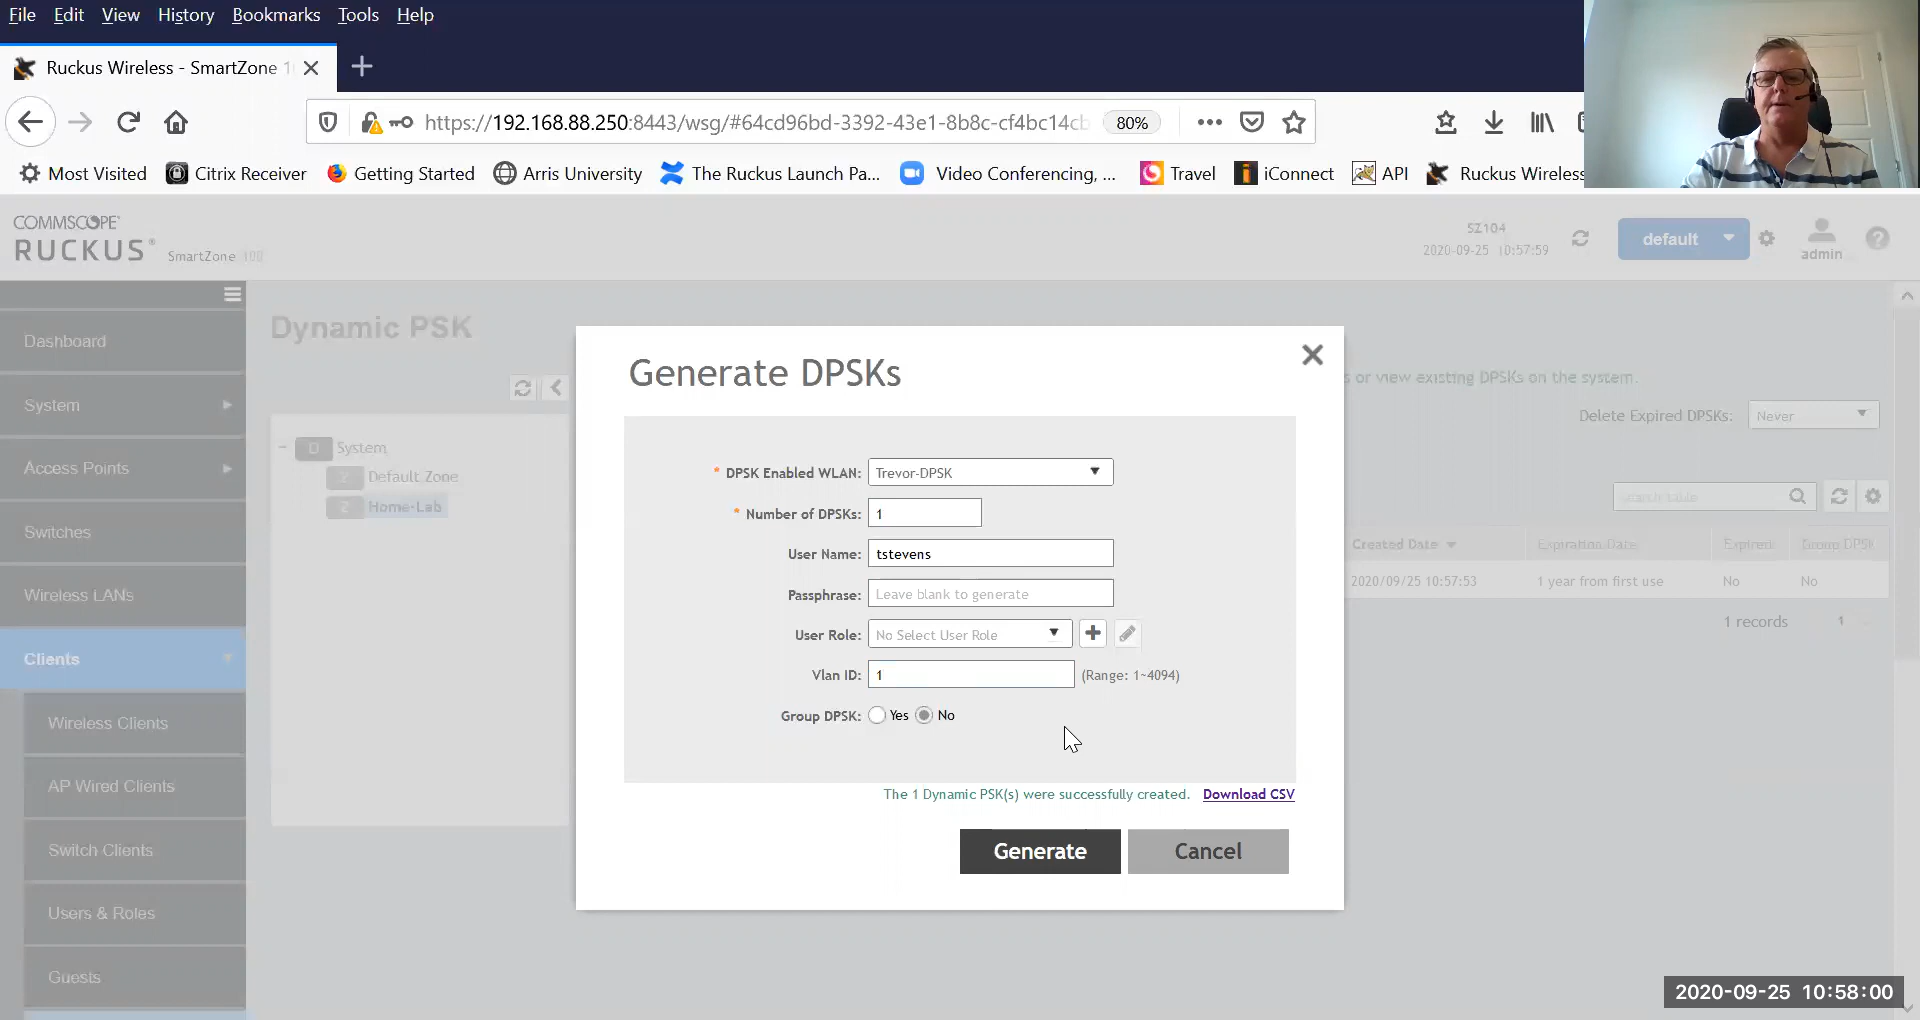 File Edit View History Bookmarks Tools Help
Ruckus Wireless - SmartZone 1
https://192.168.88.250:8443/wsg/#64cd96bd-3392-43e1-8b8c-cf4bc14cb 80%
Most Visited Citrix Receiver Getting Started Arris University The Ruckus Launch Pa... Video Conferencing, ... Travel iConnect API Ruckus Wireless
COMMSCOPE
RUCKUS SmartZone 100
SZ104
2020-09-25 10:57:59
default
admin
Dashboard
System
Access Points
Switches
Wireless LANs
Clients
Wireless Clients
AP Wired Clients
Switch Clients
Users & Roles
Guests
Dynamic PSK
D System
Z Default Zone
Z Home-Lab
s or view existing DPSKs on the system.
Delete Expired DPSKs: Never
search table
Created Date Expiration Date Expired Group DPSK
2020/09/25 10:57:53 1 year from first use No No
1 records 1
Generate DPSKs
* DPSK Enabled WLAN: Trevor-DPSK
* Number of DPSKs: 1
User Name: tstevens
Passphrase: Leave blank to generate
User Role: No Select User Role
Vlan ID: 1 (Range: 1~4094)
Group DPSK: Yes No
The 1 Dynamic PSK(s) were successfully created. Download CSV
Generate Cancel
2020-09-25 10:58:00